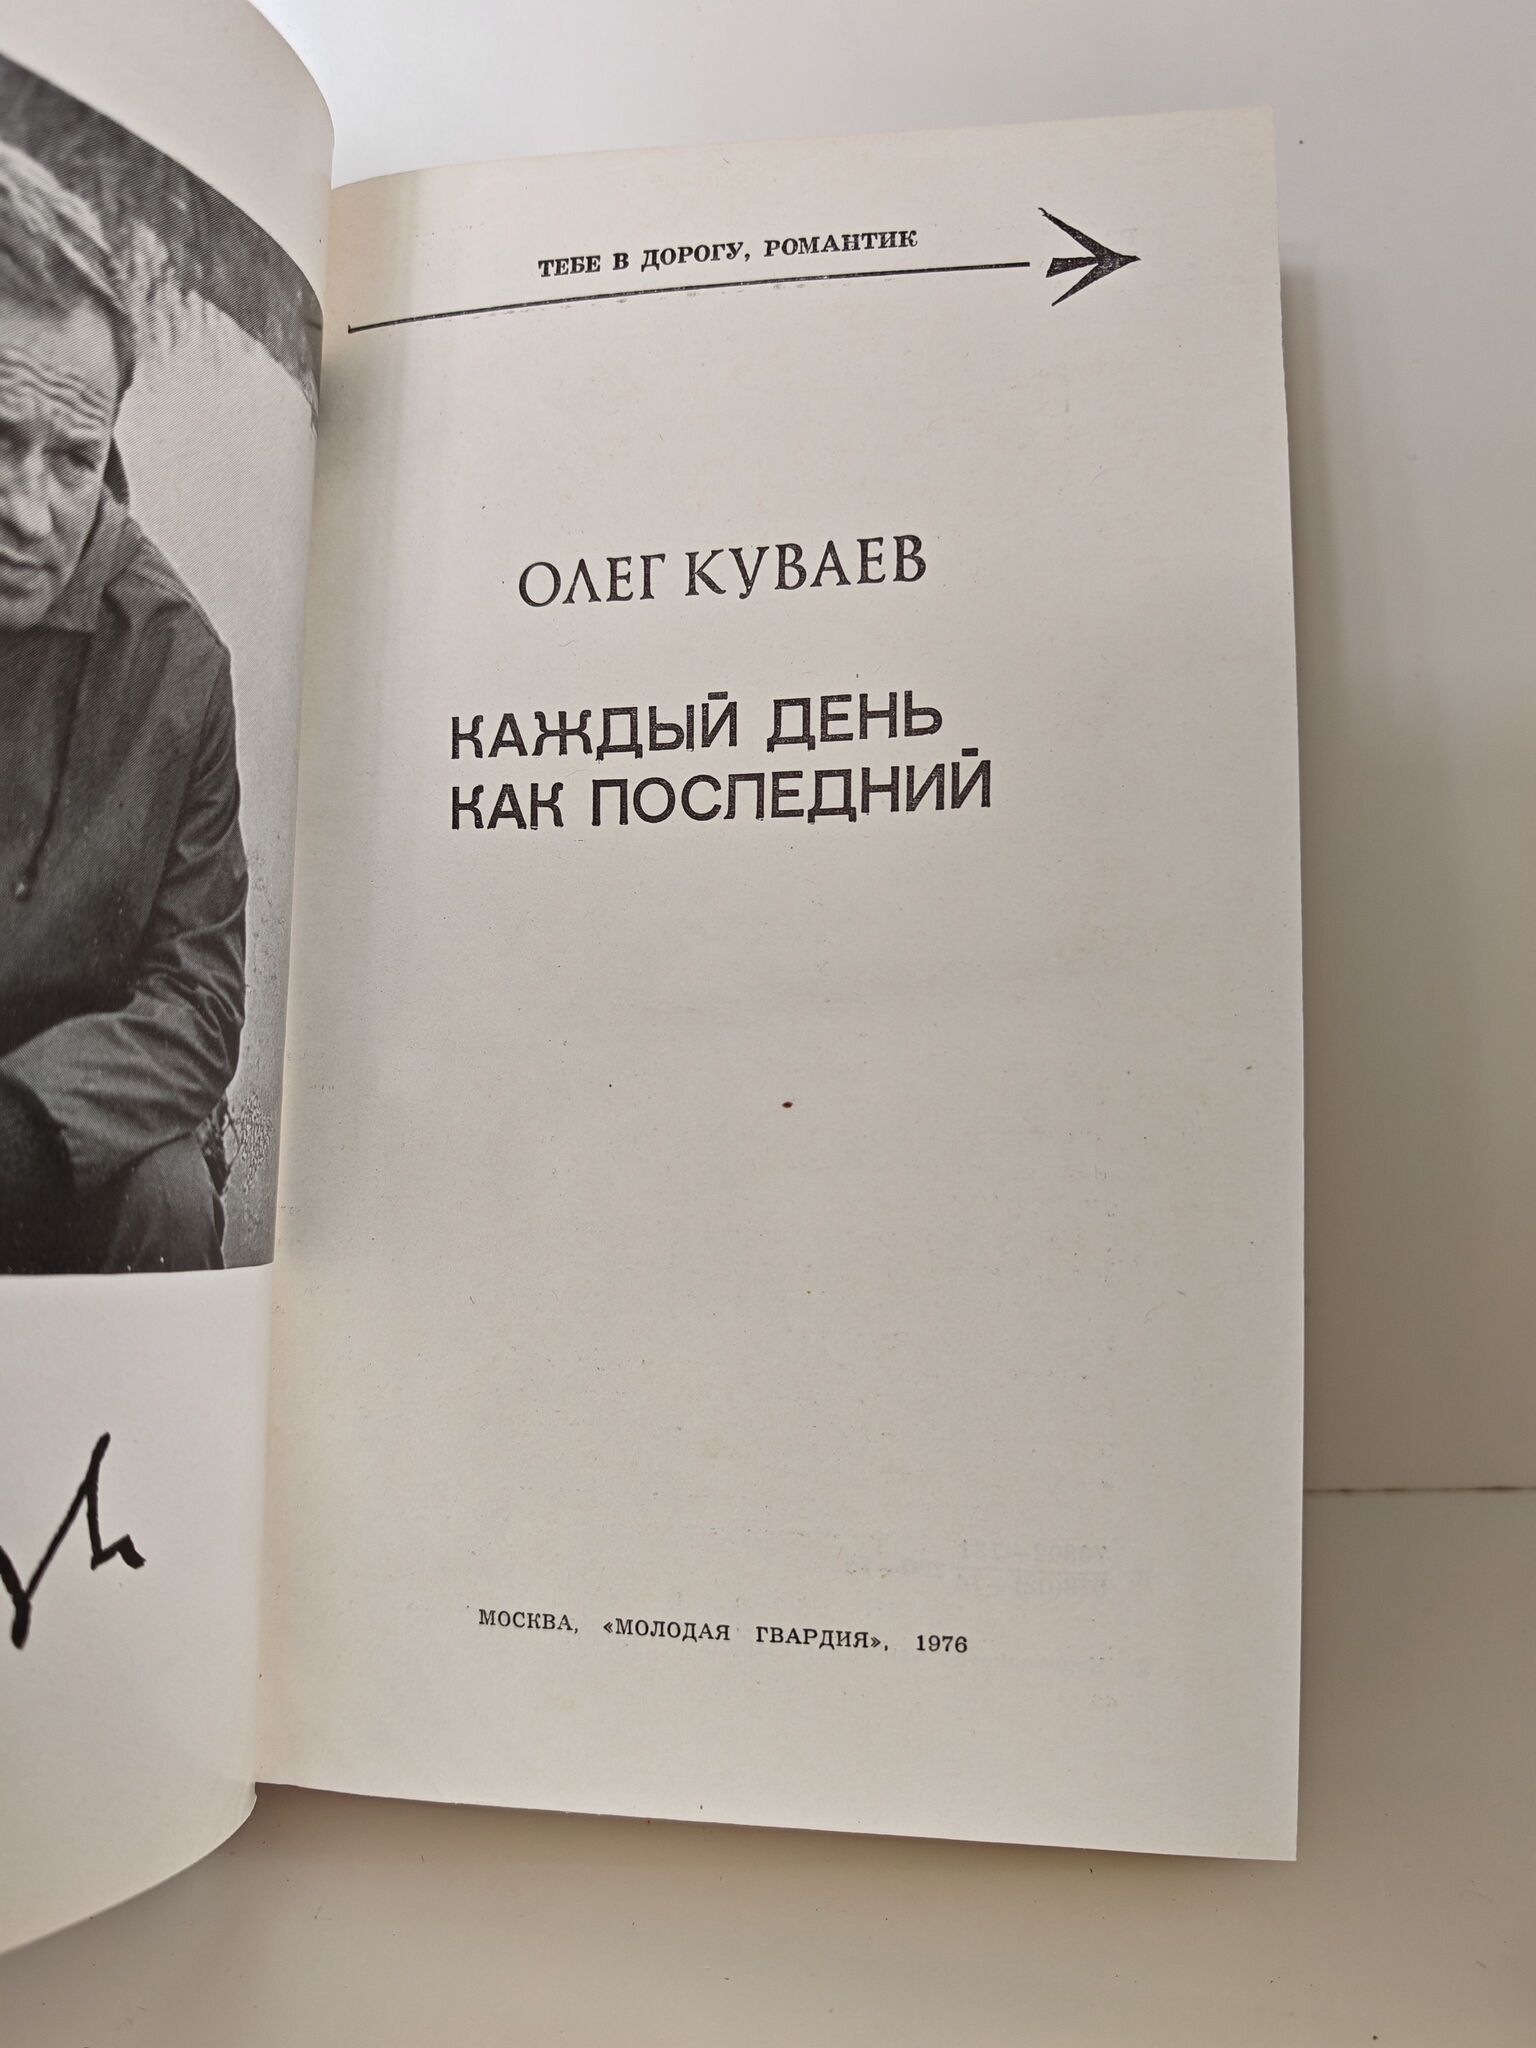 ТЕБЕ В ДОРОГУ, РОМАНТИК
ОЛЕГ КУВАЕВ
КАЖДЫЙ ДЕНЬ
КАК ПОСЛЕДНИЙ
МОСКВА, «МОЛОДАЯ ГВАРДИЯ», 1976